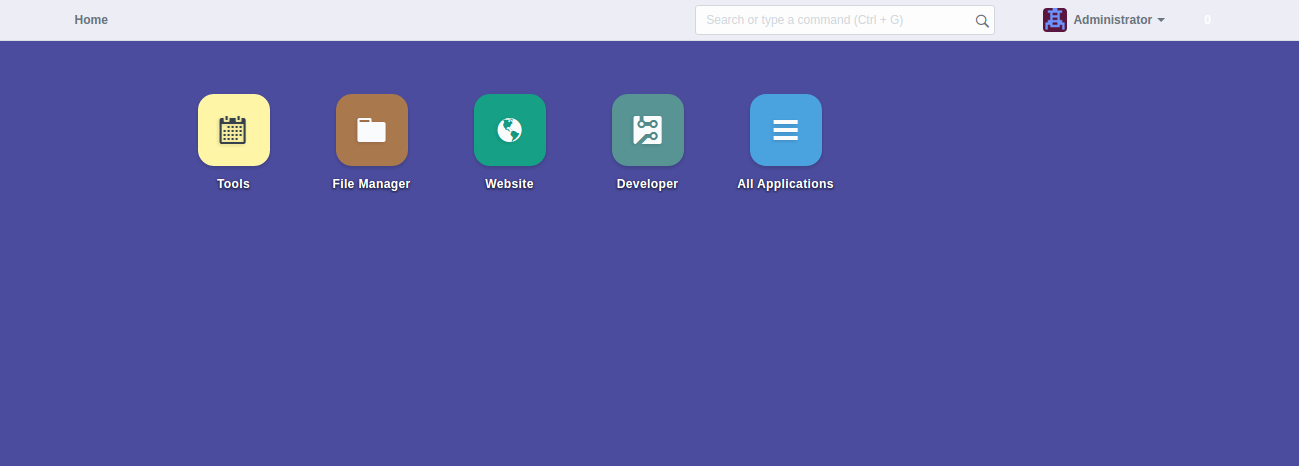 Home
Search or type a command (Ctrl + G)
Administrator
0
Tools
File Manager
Website
Developer
All Applications